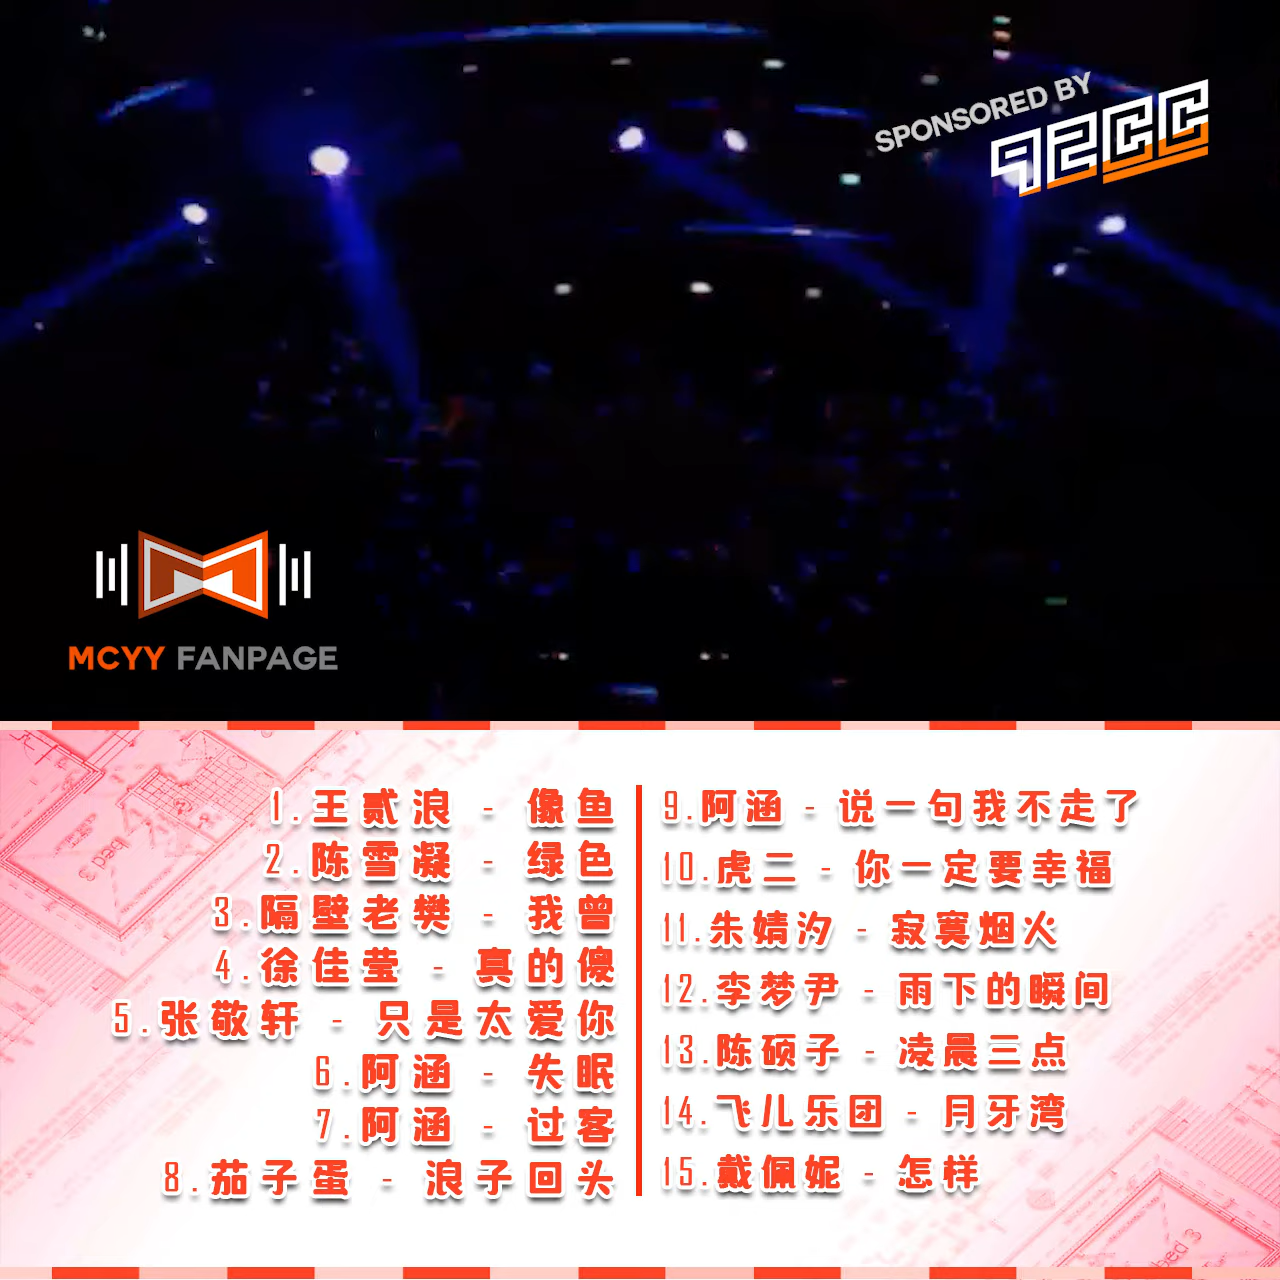 SPONSORED BY
92CC
MCYY FANPAGE
1.王贰浪 - 像鱼
2.陈雪凝 - 绿色
3.隔壁老樊 - 我曾
4.徐佳莹 - 真的傻
5.张敬轩 - 只是太爱你
6.阿涵 - 失眠
7.阿涵 - 过客
8.茄子蛋 - 浪子回头
9.阿涵 - 说一句我不走了
10.虎二 - 你一定要幸福
11.朱婧汐 - 寂寞烟火
12.李梦尹 - 雨下的瞬间
13.陈硕子 - 凌晨三点
14.飞儿乐团 - 月牙湾
15.戴佩妮 - 怎样